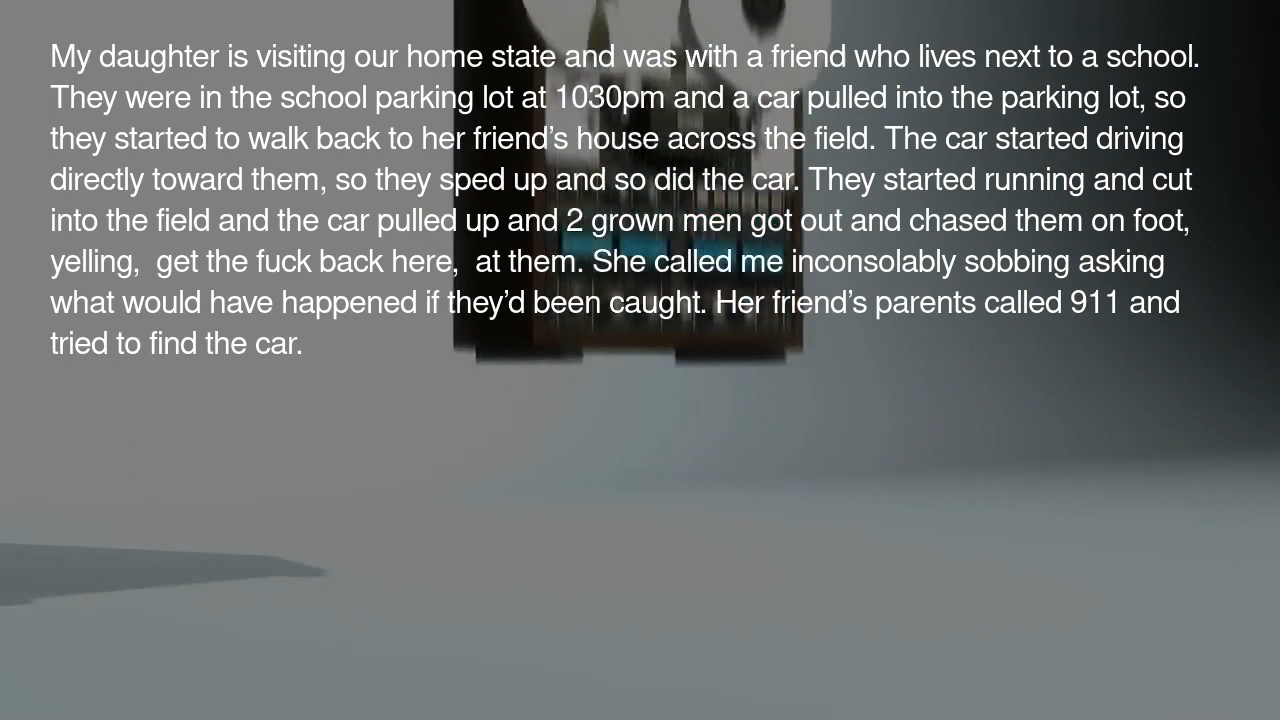 My daughter is visiting our home state and was with a friend who lives next to a school.
They were in the school parking lot at 1030pm and a car pulled into the parking lot, so
they started to walk back to her friend’s house across the field. The car started driving
directly toward them, so they sped up and so did the car. They started running and cut
into the field and the car pulled up and 2 grown men got out and chased them on foot,
yelling,  get the fuck back here,  at them. She called me inconsolably sobbing asking
what would have happened if they’d been caught. Her friend’s parents called 911 and
tried to find the car.